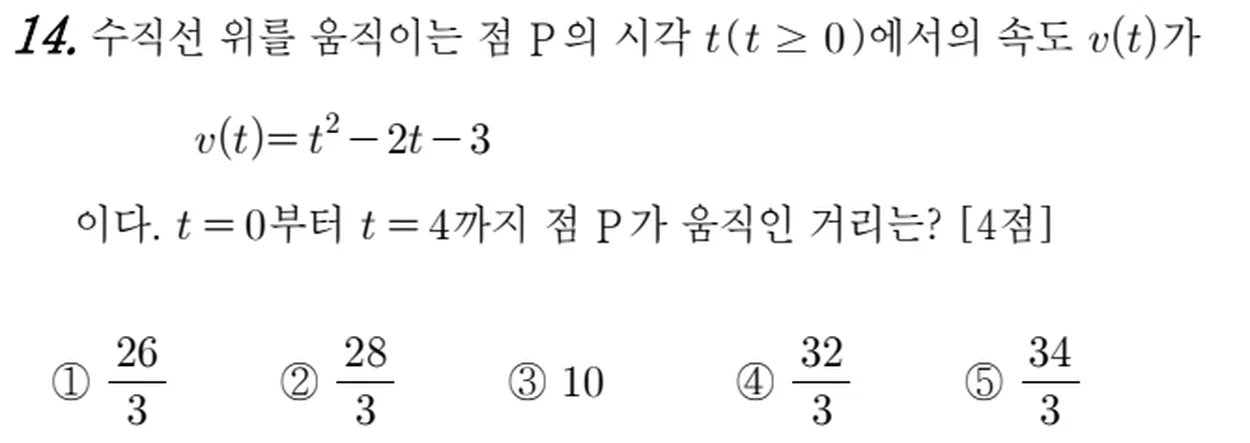 14. 수직선 위를 움직이는 점 P의 시각 t(t ≥ 0)에서의 속도 v(t)가
v(t)= t² − 2t − 3
이다. t = 0부터 t = 4까지 점 P가 움직인 거리는? [4점]
① 26/3 ② 28/3 ③ 10 ④ 32/3 ⑤ 34/3